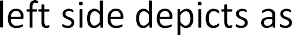 left side depicts as